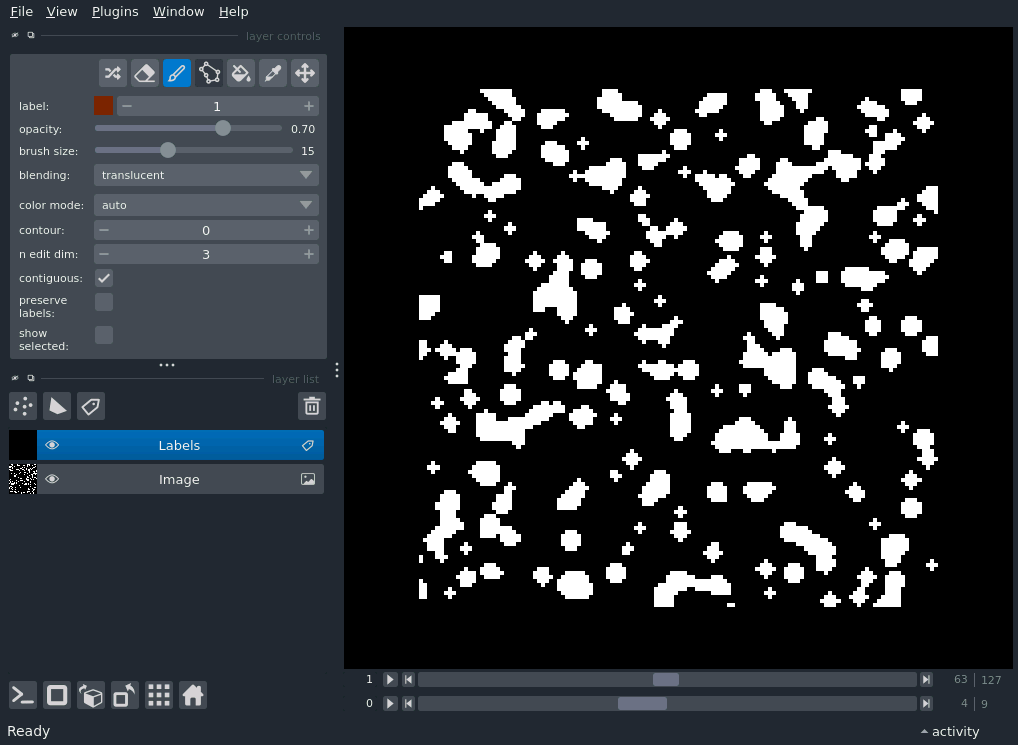 File View Plugins Window Help
layer controls
label: 1
opacity: 0.70
brush size: 15
blending: translucent
color mode: auto
contour: 0
n edit dim: 3
contiguous:
preserve
labels:
show
selected:
layer list
Labels
Image
1 63 127
0 4 9
Ready activity